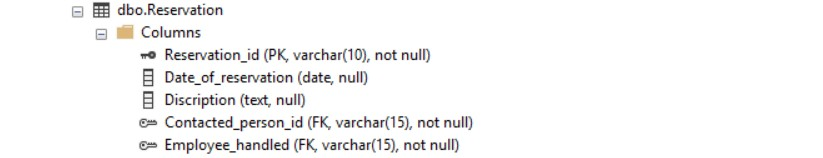 dbo.Reservation
Columns
Reservation_id (PK, varchar(10), not null)
Date_of_reservation (date, null)
Discription (text, null)
Contacted_person_id (FK, varchar(15), not null)
Employee_handled (FK, varchar(15), not null)